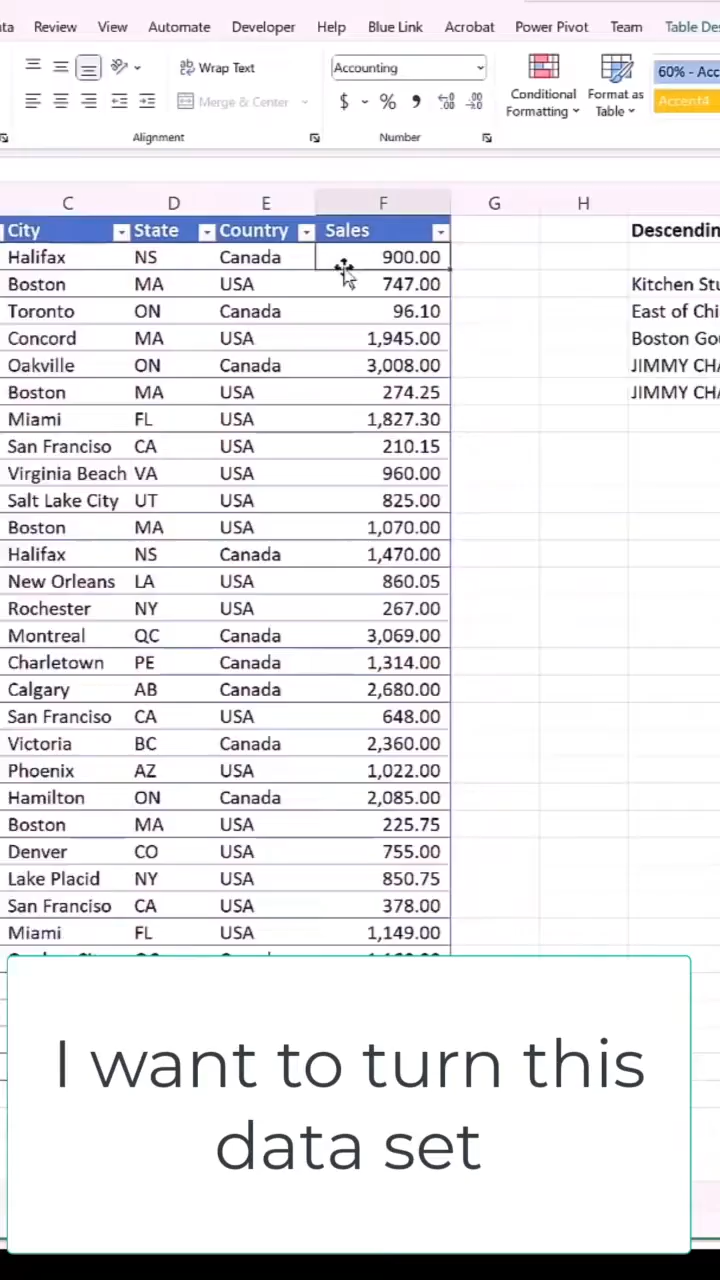 Review View Automate Developer Help Blue Link Acrobat Power Pivot Team Table Des
Wrap Text Accounting
Merge & Center $ % Conditional Formatting Format as Table 60% - Acc
Accent4
Alignment Number
C D E F G H
City State Country Sales Descendin
Halifax NS Canada 900.00
Boston MA USA 747.00 Kitchen Stu
Toronto ON Canada 96.10 East of Chi
Concord MA USA 1,945.00 Boston Gou
Oakville ON Canada 3,008.00 JIMMY CHA
Boston MA USA 274.25 JIMMY CHA
Miami FL USA 1,827.30
San Franciso CA USA 210.15
Virginia Beach VA USA 960.00
Salt Lake City UT USA 825.00
Boston MA USA 1,070.00
Halifax NS Canada 1,470.00
New Orleans LA USA 860.05
Rochester NY USA 267.00
Montreal QC Canada 3,069.00
Charletown PE Canada 1,314.00
Calgary AB Canada 2,680.00
San Franciso CA USA 648.00
Victoria BC Canada 2,360.00
Phoenix AZ USA 1,022.00
Hamilton ON Canada 2,085.00
Boston MA USA 225.75
Denver CO USA 755.00
Lake Placid NY USA 850.75
San Franciso CA USA 378.00
Miami FL USA 1,149.00
I want to turn this
data set